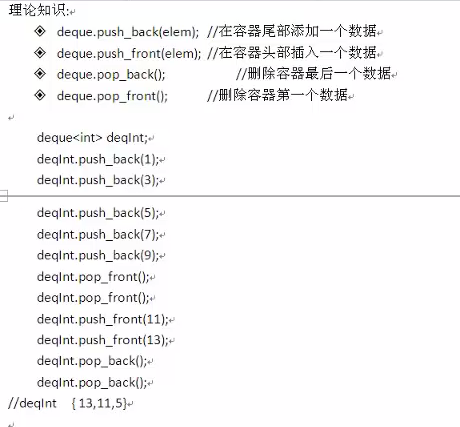 理论知识:
◈ deque.push_back(elem); //在容器尾部添加一个数据
◈ deque.push_front(elem); //在容器头部插入一个数据
◈ deque.pop_back(); //删除容器最后一个数据
◈ deque.pop_front(); //删除容器第一个数据
deque<int> deqInt;
deqInt.push_back(1);
deqInt.push_back(3);
deqInt.push_back(5);
deqInt.push_back(7);
deqInt.push_back(9);
deqInt.pop_front();
deqInt.pop_front();
deqInt.push_front(11);
deqInt.push_front(13);
deqInt.pop_back();
deqInt.pop_back();
//deqInt { 13,11,5}